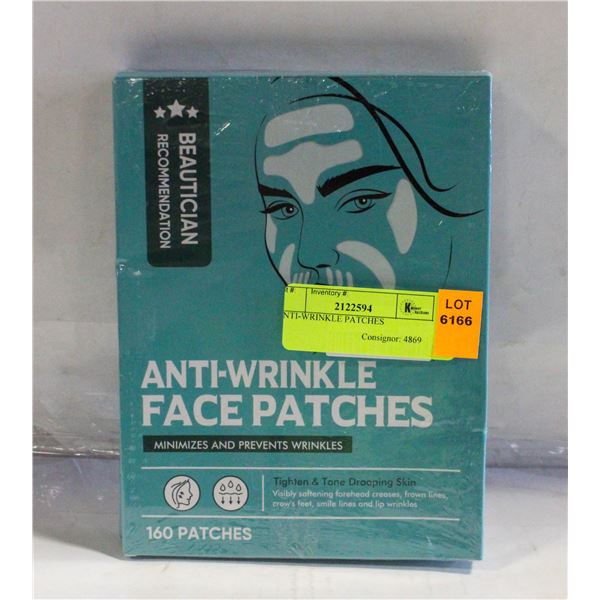 BEAUTICIAN
RECOMMENDATION
Inventory #:
2122594
NTI-WRINKLE PATCHES
Consignor: 4869
LOT
6166
ANTI-WRINKLE
FACE PATCHES
MINIMIZES AND PREVENTS WRINKLES
Tighten & Tone Drooping Skin
Visibly softening forehead creases, frown lines,
crow's feet, smile lines and lip wrinkles
160 PATCHES